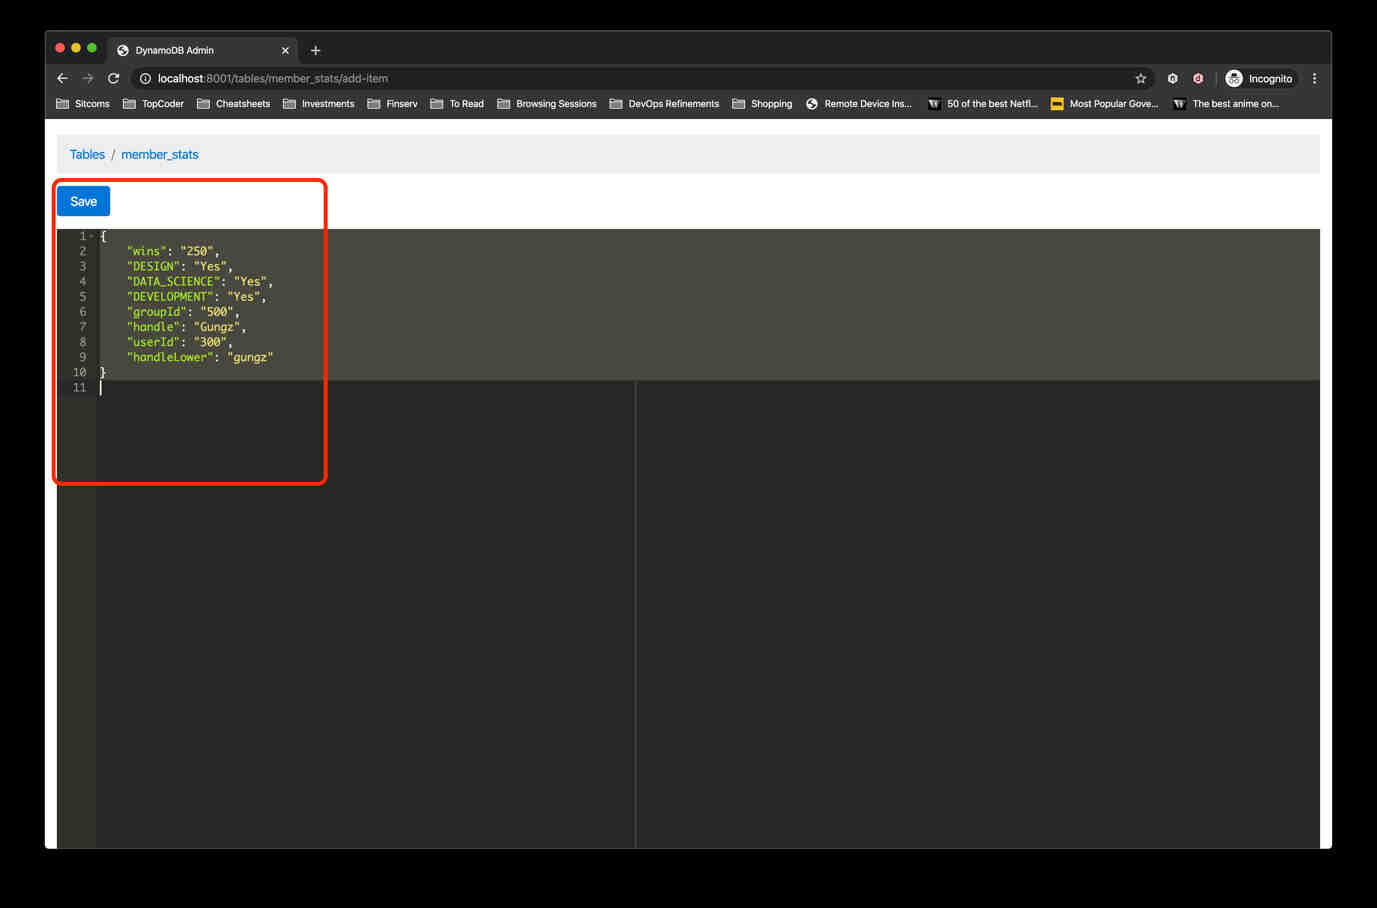 DynamoDB Admin
localhost:8001/tables/member_stats/add-item
Incognito
Sitcoms TopCoder Cheatsheets Investments Finserv To Read Browsing Sessions DevOps Refinements Shopping Remote Device Ins... 50 of the best Netfl... Most Popular Gove... The best anime on...
Tables / member_stats
Save
1 {
2 "wins": "250",
3 "DESIGN": "Yes",
4 "DATA_SCIENCE": "Yes",
5 "DEVELOPMENT": "Yes",
6 "groupId": "500",
7 "handle": "Gungz",
8 "userId": "300",
9 "handleLower": "gungz"
10 }
11